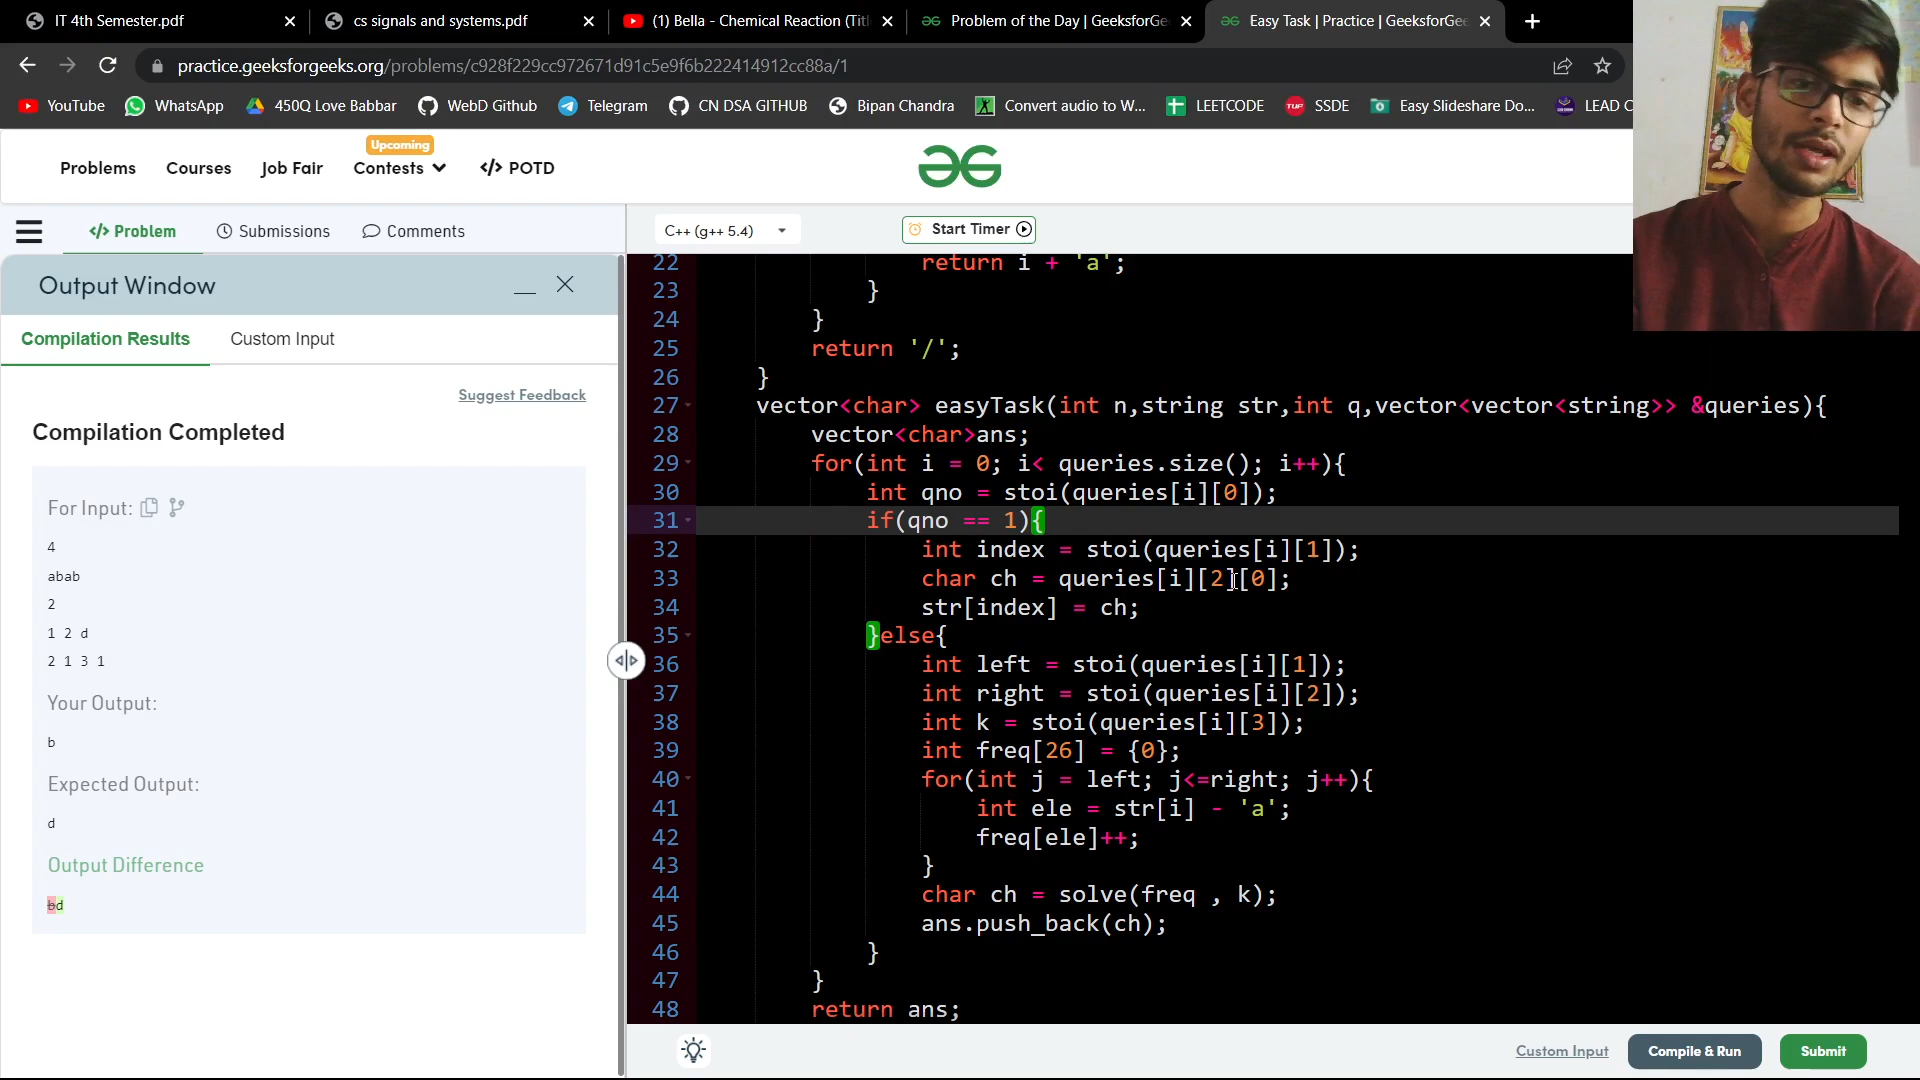 IT 4th Semester.pdf
cs signals and systems.pdf
(1) Bella - Chemical Reaction (Titl
Problem of the Day | GeeksforGe
Easy Task | Practice | GeeksforGee
practice.geeksforgeeks.org/problems/c928f229cc972671d91c5e9f6b222414912cc88a/1
YouTube
WhatsApp
450Q Love Babbar
WebD Github
Telegram
CN DSA GITHUB
Bipan Chandra
Convert audio to W...
LEETCODE
TUF
SSDE
Easy Slideshare Do...
LEAD C
Problems
Courses
Job Fair
Upcoming
Contests
</> POTD
</> Problem
Submissions
Comments
C++ (g++ 5.4)
Start Timer
Output Window
Compilation Results
Custom Input
Suggest Feedback
Compilation Completed
For Input:
4
abab
2
1 2 d
2 1 3 1
Your Output:
b
Expected Output:
d
Output Difference
bd
22 return i + 'a';
23 }
24 }
25 return '/';
26 }
27 vector<char> easyTask(int n,string str,int q,vector<vector<string>> &queries){
28 vector<char>ans;
29 for(int i = 0; i< queries.size(); i++){
30 int qno = stoi(queries[i][0]);
31 if(qno == 1){
32 int index = stoi(queries[i][1]);
33 char ch = queries[i][2][0];
34 str[index] = ch;
35 }else{
36 int left = stoi(queries[i][1]);
37 int right = stoi(queries[i][2]);
38 int k = stoi(queries[i][3]);
39 int freq[26] = {0};
40 for(int j = left; j<=right; j++){
41 int ele = str[i] - 'a';
42 freq[ele]++;
43 }
44 char ch = solve(freq , k);
45 ans.push_back(ch);
46 }
47 }
48 return ans;
Custom Input
Compile & Run
Submit